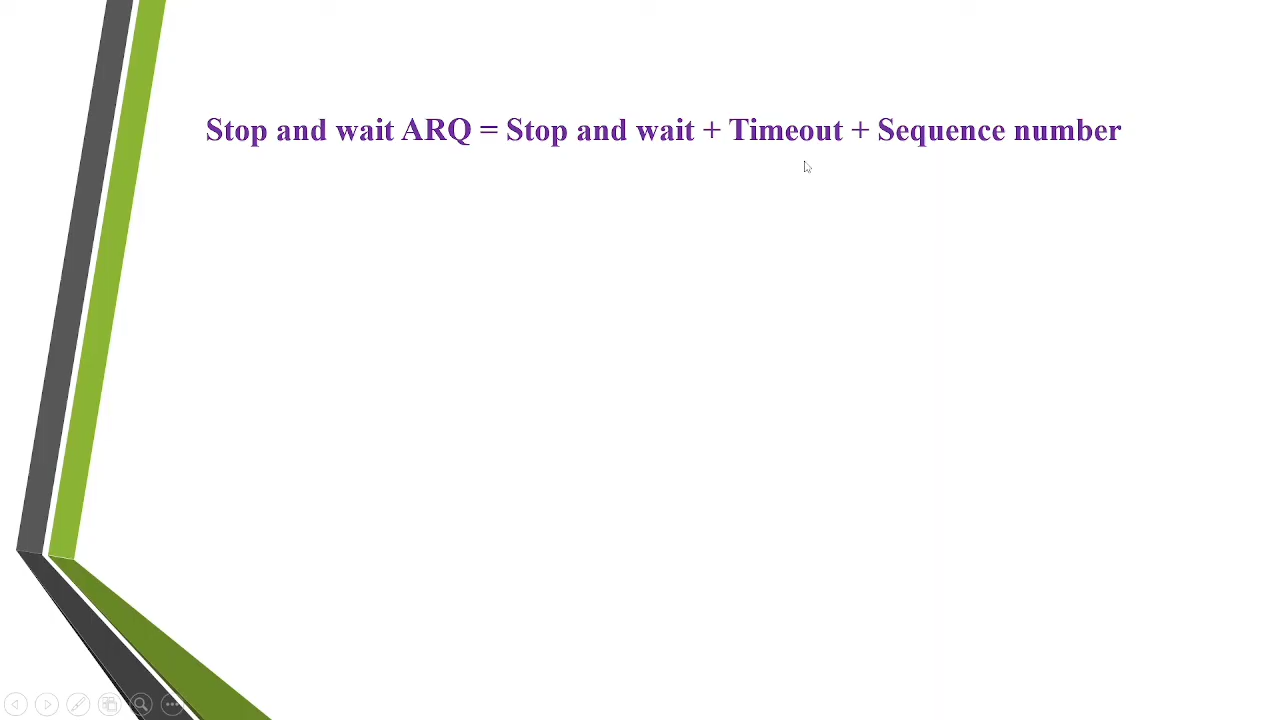 Stop and wait ARQ = Stop and wait + Timeout + Sequence number